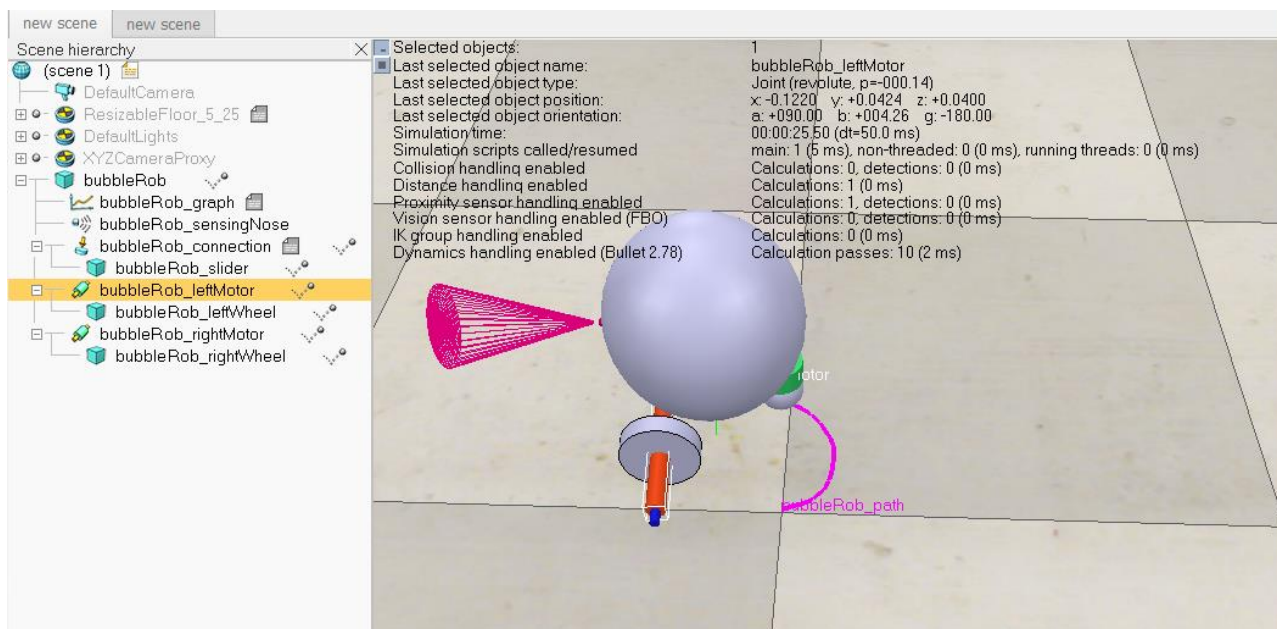 new scene new scene
Scene hierarchy
(scene 1)
DefaultCamera
ResizableFloor_5_25
DefaultLights
XYZCameraProxy
bubbleRob
bubbleRob_graph
bubbleRob_sensingNose
bubbleRob_connection
bubbleRob_slider
bubbleRob_leftMotor
bubbleRob_leftWheel
bubbleRob_rightMotor
bubbleRob_rightWheel
Selected objects: 1
Last selected object name: bubbleRob_leftMotor
Last selected object type: Joint (revolute, p=-000.14)
Last selected object position: x: -0.1220 y: +0.0424 z: +0.0400
Last selected object orientation: a: +090.00 b: +004.26 g: -180.00
Simulation time: 00:00:25.50 (dt=50.0 ms)
Simulation scripts called/resumed main: 1 (5 ms), non-threaded: 0 (0 ms), running threads: 0 (0 ms)
Collision handling enabled Calculations: 0, detections: 0 (0 ms)
Distance handling enabled Calculations: 1 (0 ms)
Proximity sensor handling enabled Calculations: 1, detections: 0 (0 ms)
Vision sensor handling enabled (FBO) Calculations: 0, detections: 0 (0 ms)
IK group handling enabled Calculations: 0 (0 ms)
Dynamics handling enabled (Bullet 2.78) Calculation passes: 10 (2 ms)
otor
bubbleRob_path